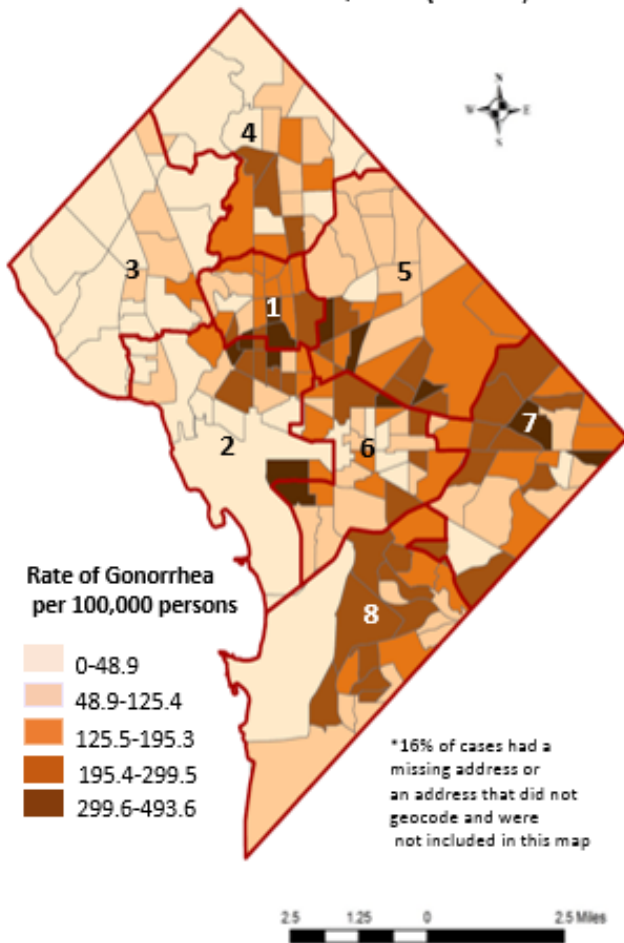 N
W E
S
4
3
5
1
7
2
6
8
Rate of Gonorrhea
per 100,000 persons
0-48.9
48.9-125.4
125.5-195.3
195.4-299.5
299.6-493.6
*16% of cases had a
missing address or
an address that did not
geocode and were
not included in this map
2.5 1.25 0 2.5 Miles